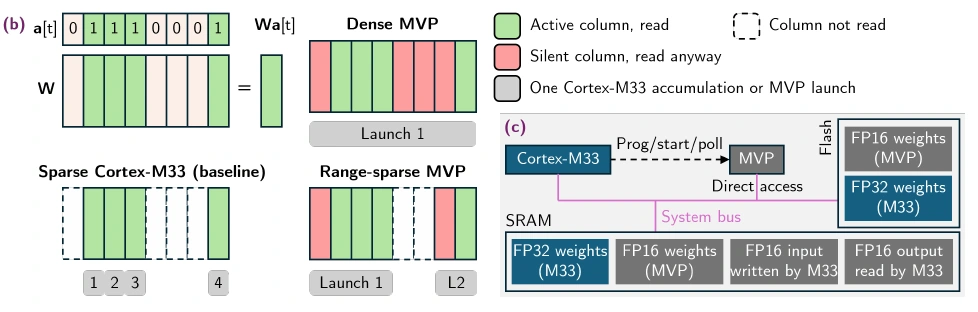 (b) a[t] 0 1 1 1 0 0 0 1 Wa[t]
W =
Dense MVP
Launch 1
Sparse Cortex-M33 (baseline)
1 2 3 4
Range-sparse MVP
Launch 1 L2
Active column, read
Column not read
Silent column, read anyway
One Cortex-M33 accumulation or MVP launch
(c)
Cortex-M33
Prog/start/poll
MVP
Direct access
System bus
Flash
FP16 weights
(MVP)
FP32 weights
(M33)
SRAM
FP32 weights
(M33)
FP16 weights
(MVP)
FP16 input
written by M33
FP16 output
read by M33